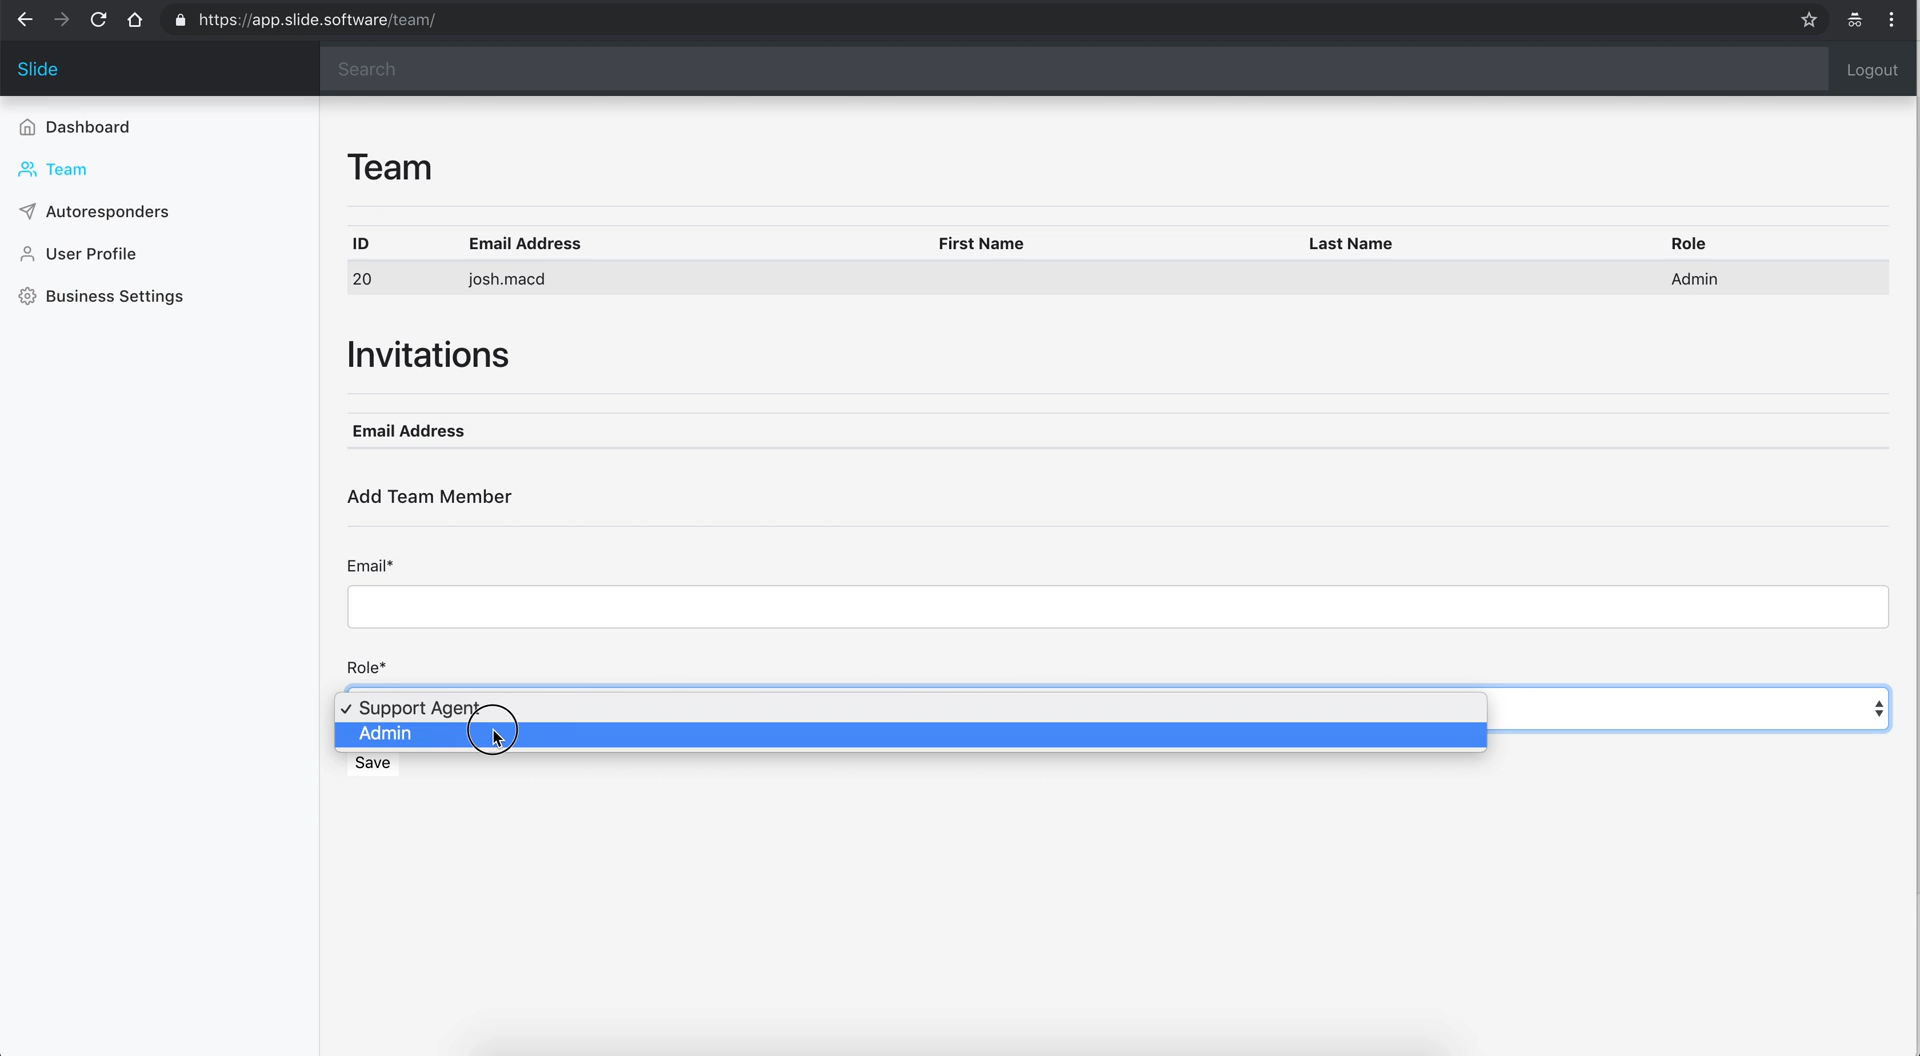 https://app.slide.software/team/
Slide
Search
Logout
Dashboard
Team
Autoresponders
User Profile
Business Settings
Team
ID Email Address First Name Last Name Role
20 josh.macd Admin
Invitations
Email Address
Add Team Member
Email*
Role*
✓ Support Agent
Admin
Save